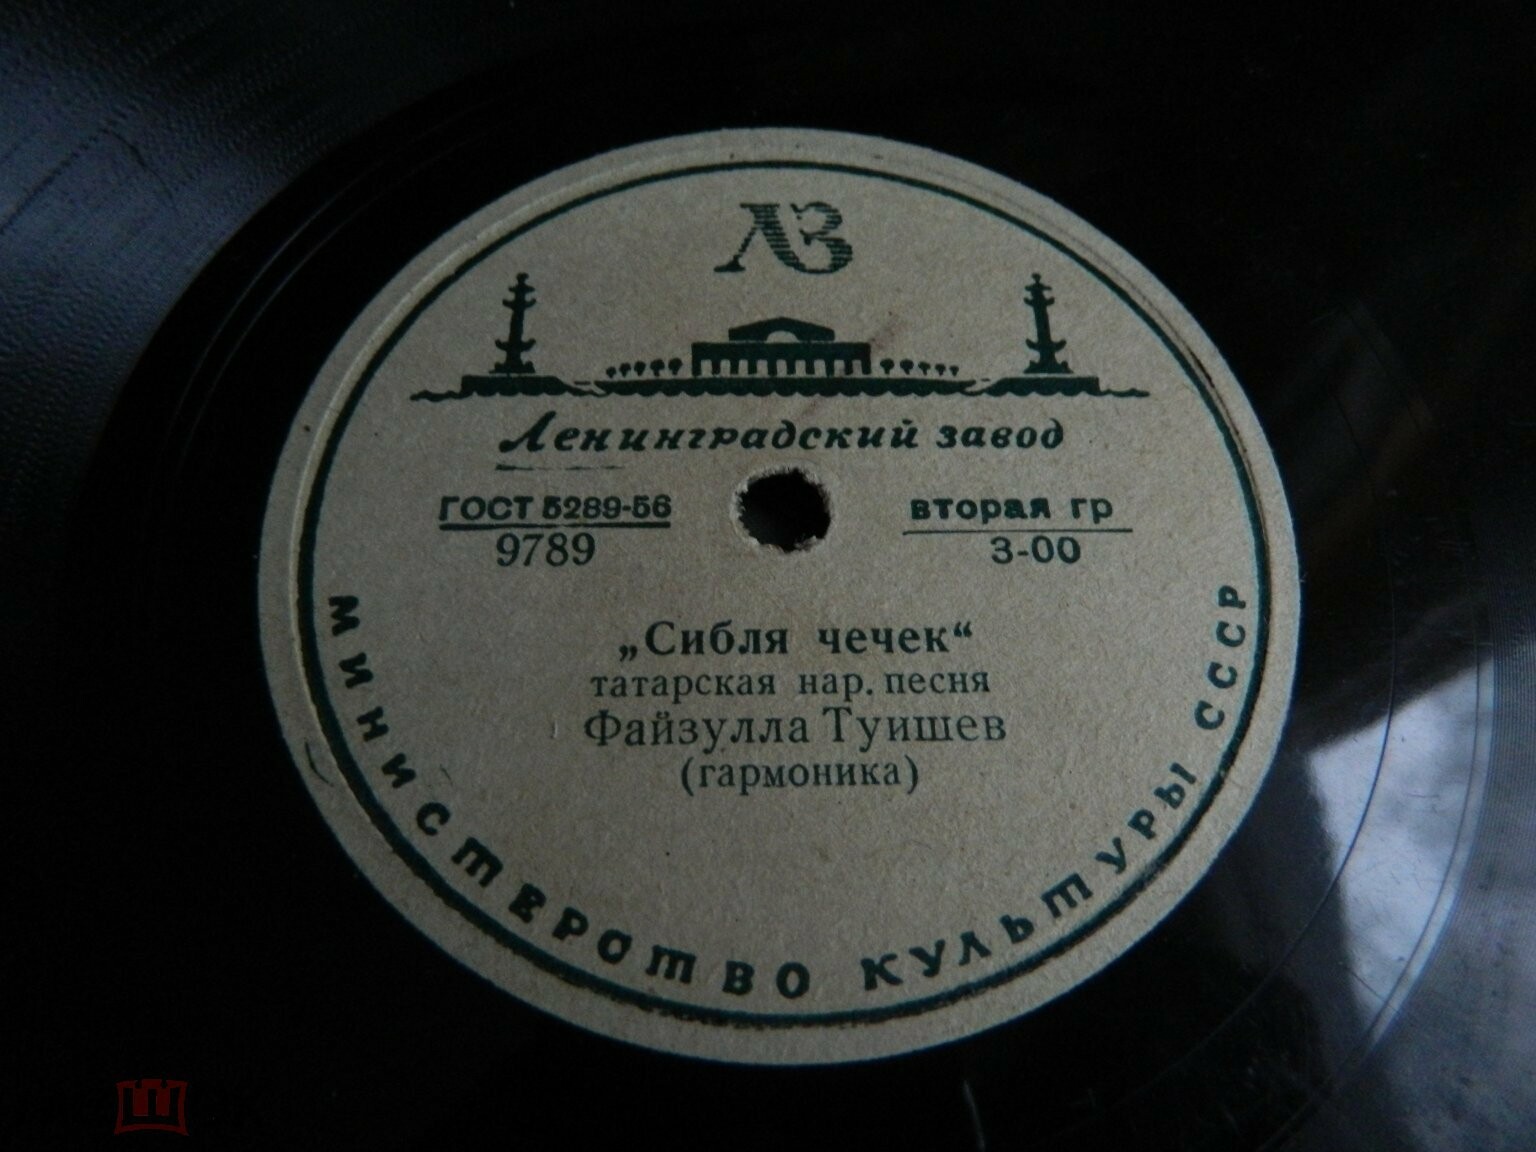 ЛЗ
Ленинградский завод
ГОСТ 5289-56
9789
вторая гр
3-00
„Сибля чечек“
татарская нар. песня
Файзулла Туишев
(гармоника)
МИНИСТЕРСТВО КУЛЬТУРЫ СССР